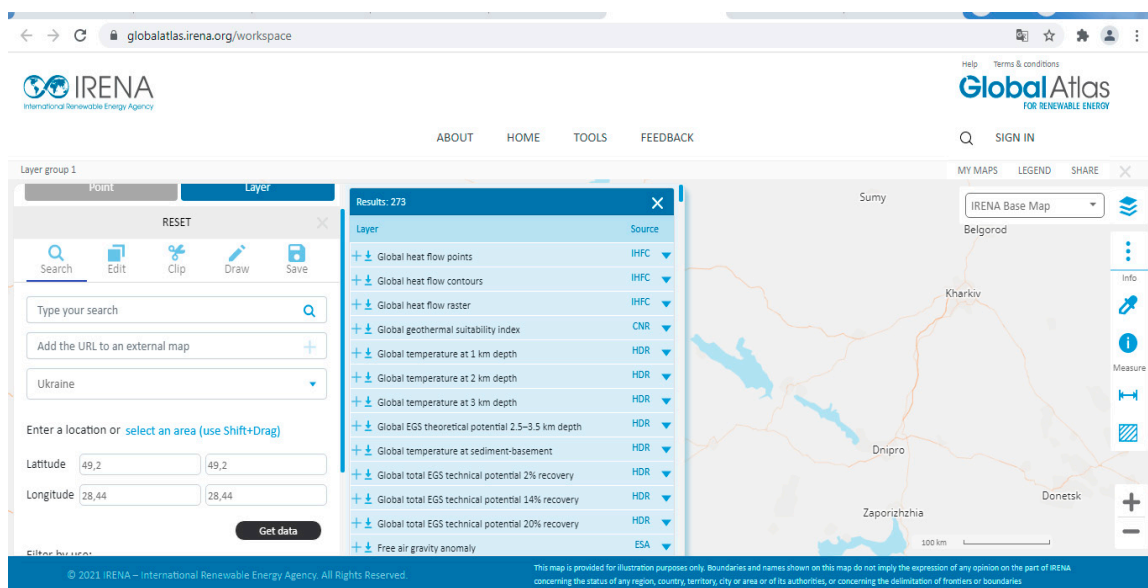 globalatlas.irena.org/workspace
IRENA
International Renewable Energy Agency
Help Terms & conditions
Global Atlas
FOR RENEWABLE ENERGY
ABOUT HOME TOOLS FEEDBACK
SIGN IN
Layer group 1
MY MAPS LEGEND SHARE
Point Layer
RESET
Search Edit Clip Draw Save
Type your search
Add the URL to an external map
Ukraine
Enter a location or select an area (use Shift+Drag)
Latitude 49,2 49,2
Longitude 28,44 28,44
Get data
Filter by use:
Results: 273
Layer Source
Global heat flow points IHFC
Global heat flow contours IHFC
Global heat flow raster IHFC
Global geothermal suitability index CNR
Global temperature at 1 km depth HDR
Global temperature at 2 km depth HDR
Global temperature at 3 km depth HDR
Global EGS theoretical potential 2.5–3.5 km depth HDR
Global temperature at sediment-basement HDR
Global total EGS technical potential 2% recovery HDR
Global total EGS technical potential 14% recovery HDR
Global total EGS technical potential 20% recovery HDR
Free air gravity anomaly ESA
Sumy
IRENA Base Map
Belgorod
Kharkiv
Dnipro
Donetsk
Zaporizhzhia
100 km
Info
Measure
© 2021 IRENA – International Renewable Energy Agency. All Rights Reserved.
This map is provided for illustration purposes only. Boundaries and names shown on this map do not imply the expression of any opinion on the part of IRENA
concerning the status of any region, country, territory, city or area or of its authorities, or concerning the delimitation of frontiers or boundaries